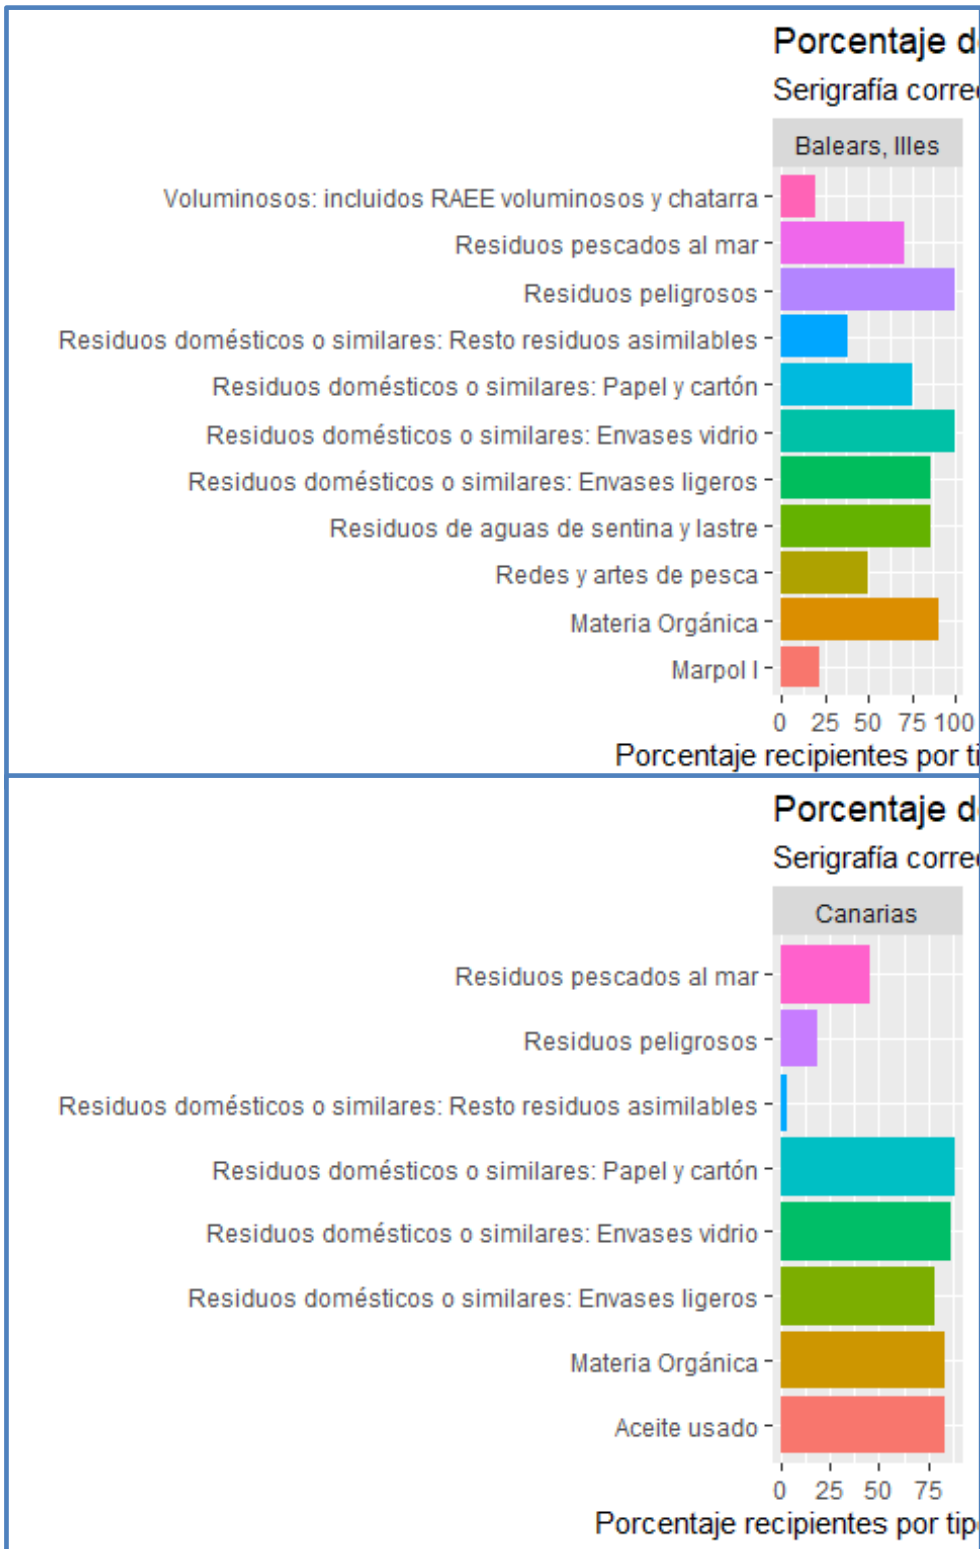 Porcentaje d
Serigrafía corre
Balears, Illes
Voluminosos: incluidos RAEE voluminosos y chatarra
Residuos pescados al mar
Residuos peligrosos
Residuos domésticos o similares: Resto residuos asimilables
Residuos domésticos o similares: Papel y cartón
Residuos domésticos o similares: Envases vidrio
Residuos domésticos o similares: Envases ligeros
Residuos de aguas de sentina y lastre
Redes y artes de pesca
Materia Orgánica
Marpol I
0 25 50 75 100
Porcentaje recipientes por ti
Porcentaje d
Serigrafía corre
Canarias
Residuos pescados al mar
Residuos peligrosos
Residuos domésticos o similares: Resto residuos asimilables
Residuos domésticos o similares: Papel y cartón
Residuos domésticos o similares: Envases vidrio
Residuos domésticos o similares: Envases ligeros
Materia Orgánica
Aceite usado
0 25 50 75
Porcentaje recipientes por tip